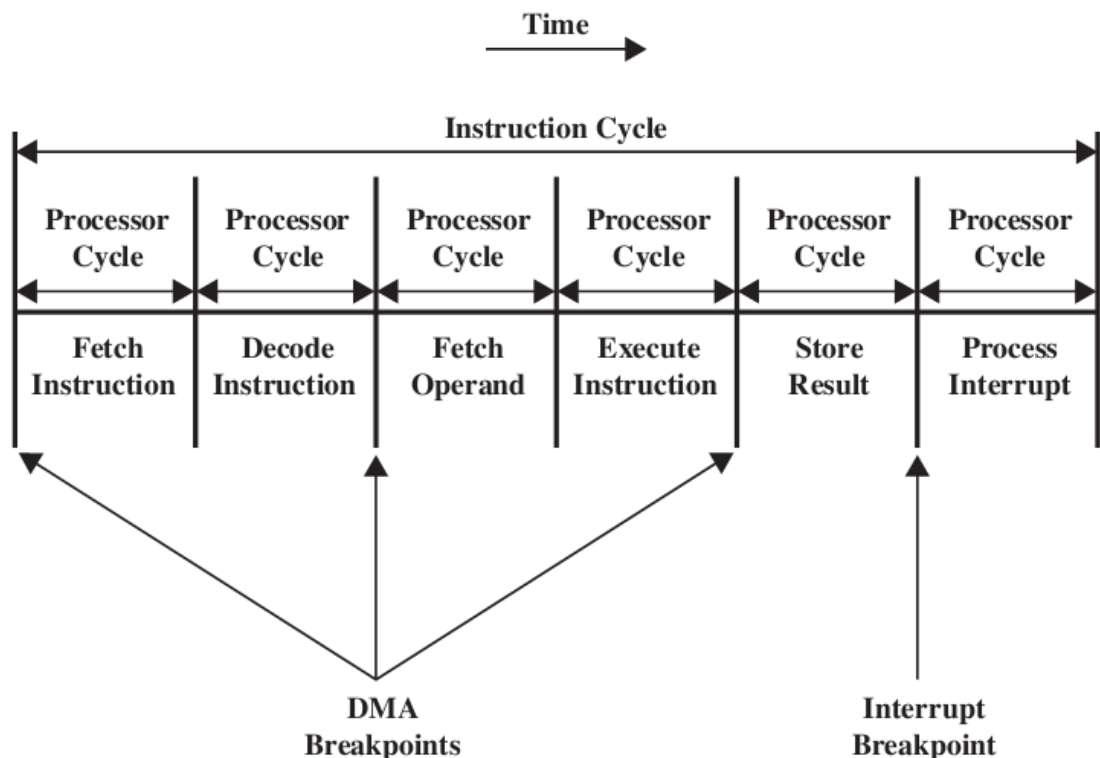 Time
Instruction Cycle
Processor Cycle
Processor Cycle
Processor Cycle
Processor Cycle
Processor Cycle
Processor Cycle
Fetch Instruction
Decode Instruction
Fetch Operand
Execute Instruction
Store Result
Process Interrupt
DMA Breakpoints
Interrupt Breakpoint